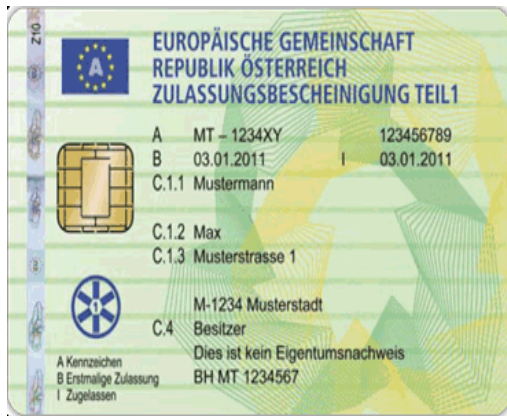 Z10
A
EUROPÄISCHE GEMEINSCHAFT
REPUBLIK ÖSTERREICH
ZULASSUNGSBESCHEINIGUNG TEIL1
A MT – 1234XY 123456789
B 03.01.2011 I 03.01.2011
C.1.1 Mustermann
C.1.2 Max
C.1.3 Musterstrasse 1
M-1234 Musterstadt
C.4 Besitzer
Dies ist kein Eigentumsnachweis
BH MT 1234567
1
A Kennzeichen
B Erstmalige Zulassung
I Zugelassen